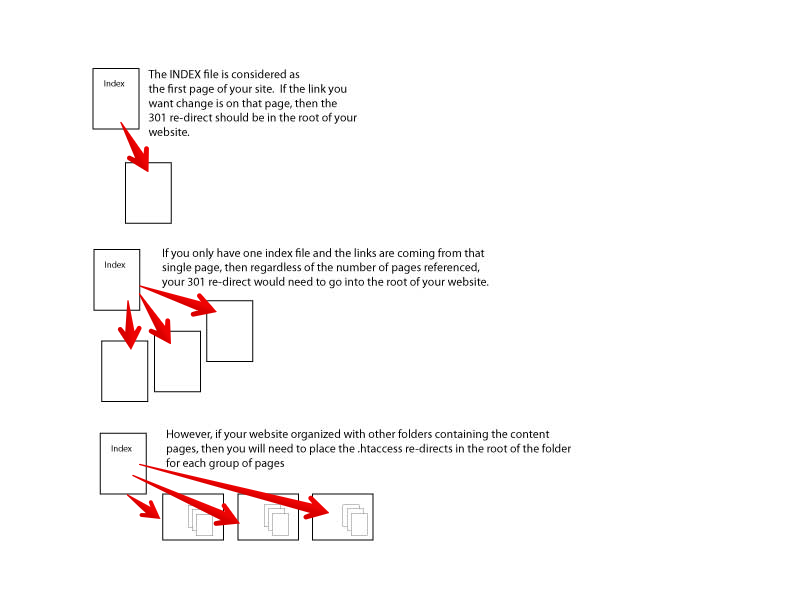 Index
The INDEX file is considered as
the first page of your site.  If the link you
want change is on that page, then the
301 re-direct should be in the root of your
website.
Index
If you only have one index file and the links are coming from that
single page, then regardless of the number of pages referenced,
your 301 re-direct would need to go into the root of your website.
Index
However, if your website organized with other folders containing the content
pages, then you will need to place the .htaccess re-directs in the root of the folder
for each group of pages